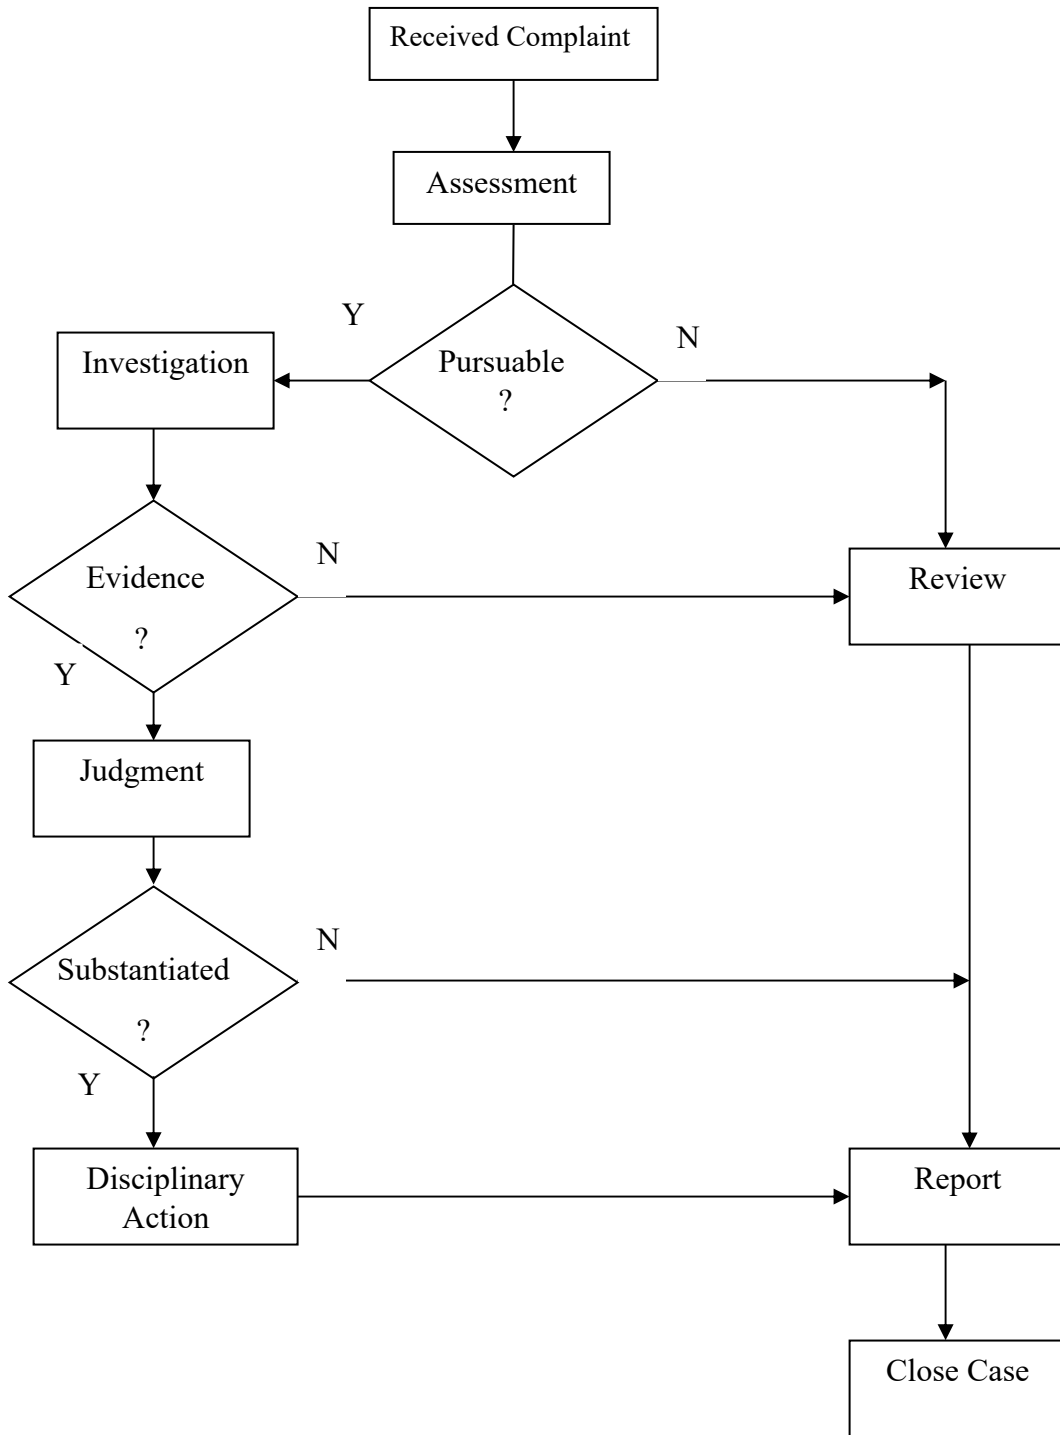 Received Complaint
Assessment
Y
N
Pursuable
?
Investigation
N
Evidence
?
Y
Review
Judgment
N
Substantiated
?
Y
Disciplinary
Action
Report
Close Case